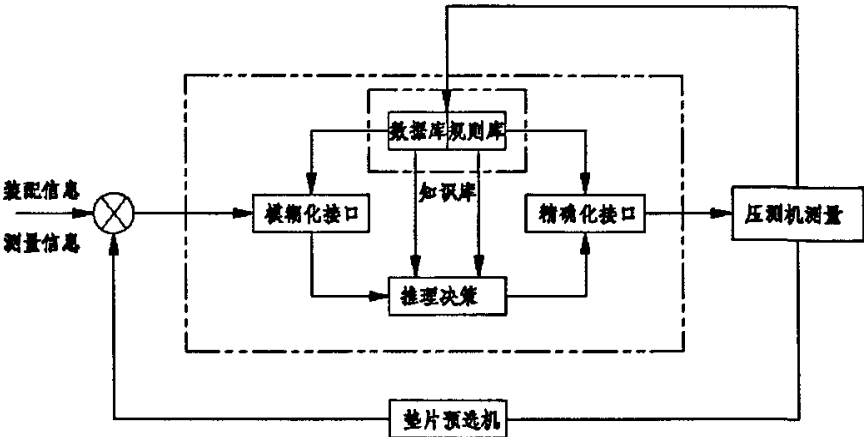 数据库 规则库
知识库
装配信息
测量信息
模糊化接口
精确化接口
压测机测量
推理决策
垫片预选机